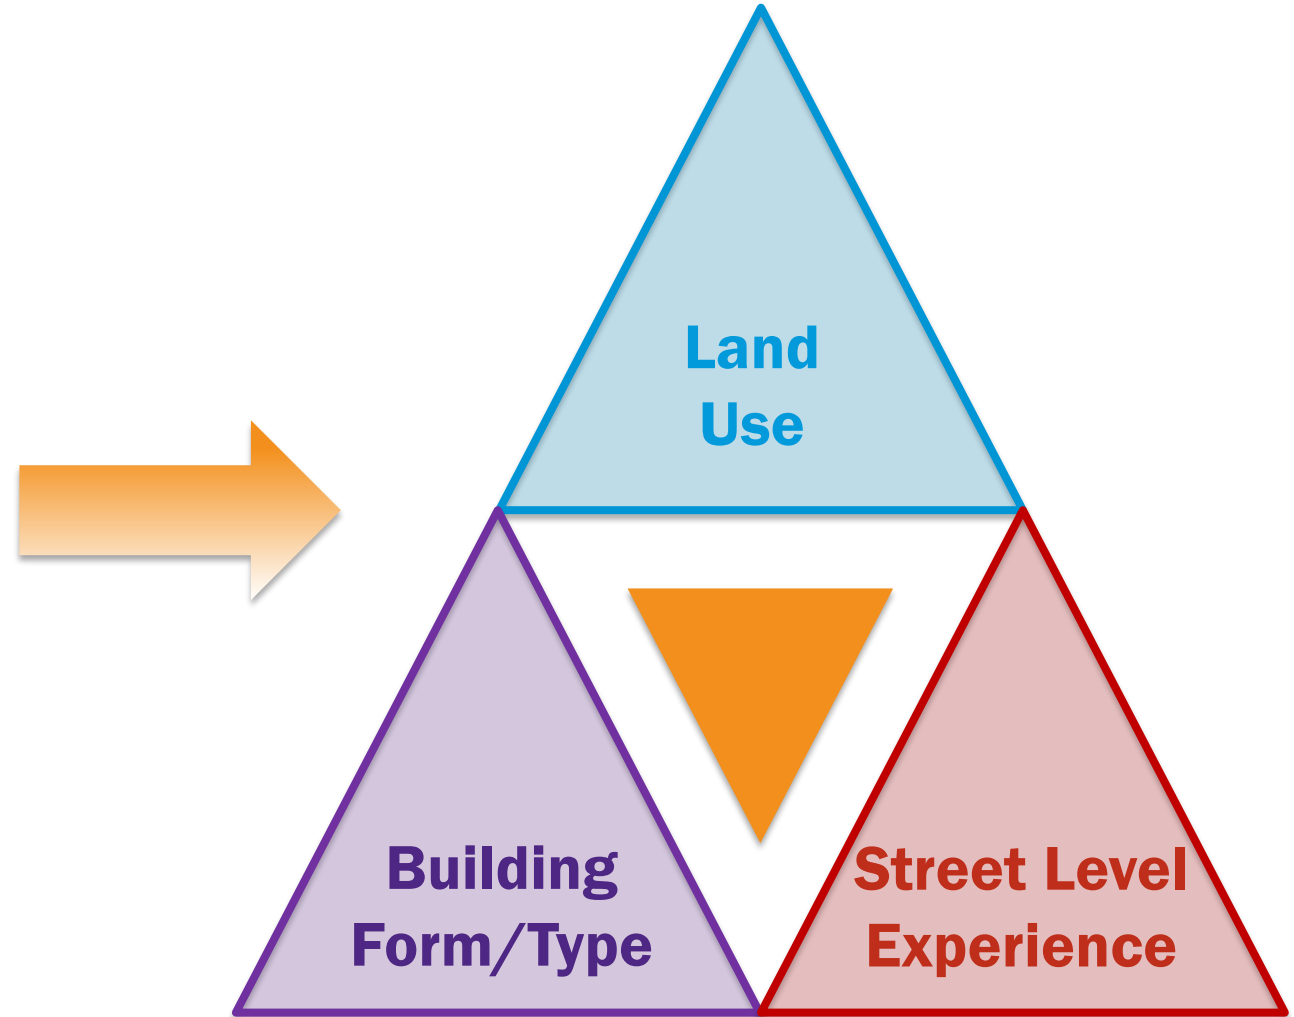 Land
Use
Building
Form/Type
Street Level
Experience